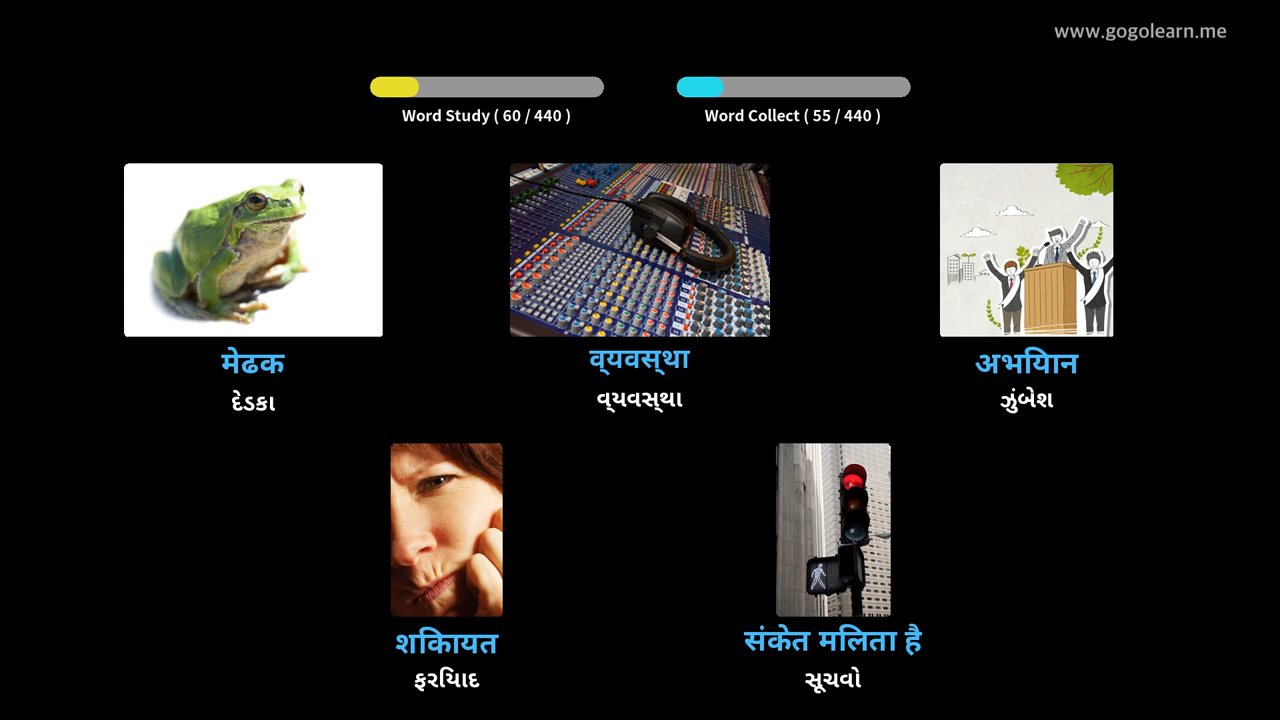 www.gogolearn.me
Word Study ( 60 / 440 )
Word Collect ( 55 / 440 )
मेढक
દેડકા
व्यवस्था
વ્યવસ્થા
अभियान
ઝુંબેશ
शिकायत
ફરિયાદ
संकेत मिलता है
સૂચવો